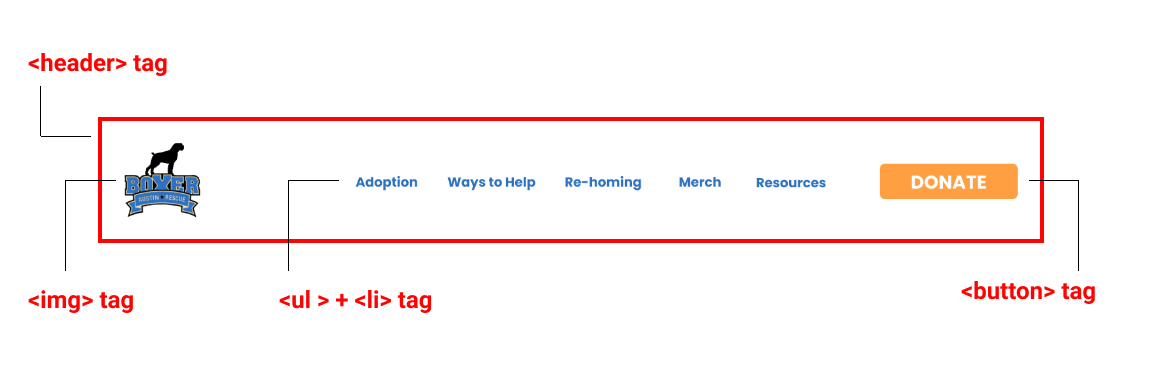 <header> tag
BOXER
AUSTIN ★ RESCUE
Adoption
Ways to Help
Re-homing
Merch
Resources
DONATE
<img> tag
<ul > + <li> tag
<button> tag